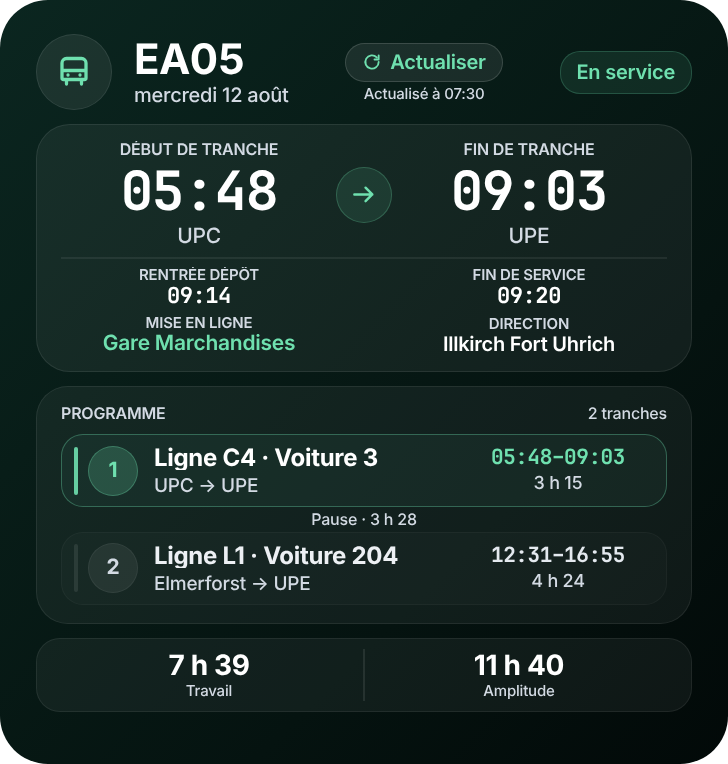 EA05
mercredi 12 août
Actualiser
Actualisé à 07:30
En service
DÉBUT DE TRANCHE
05:48
UPC
FIN DE TRANCHE
09:03
UPE
RENTRÉE DÉPÔT
09:14
FIN DE SERVICE
09:20
MISE EN LIGNE
Gare Marchandises
DIRECTION
Illkirch Fort Uhrich
PROGRAMME
2 tranches
1
Ligne C4 · Voiture 3
UPC → UPE
05:48–09:03
3 h 15
Pause · 3 h 28
2
Ligne L1 · Voiture 204
Elmerforst → UPE
12:31–16:55
4 h 24
7 h 39
Travail
11 h 40
Amplitude